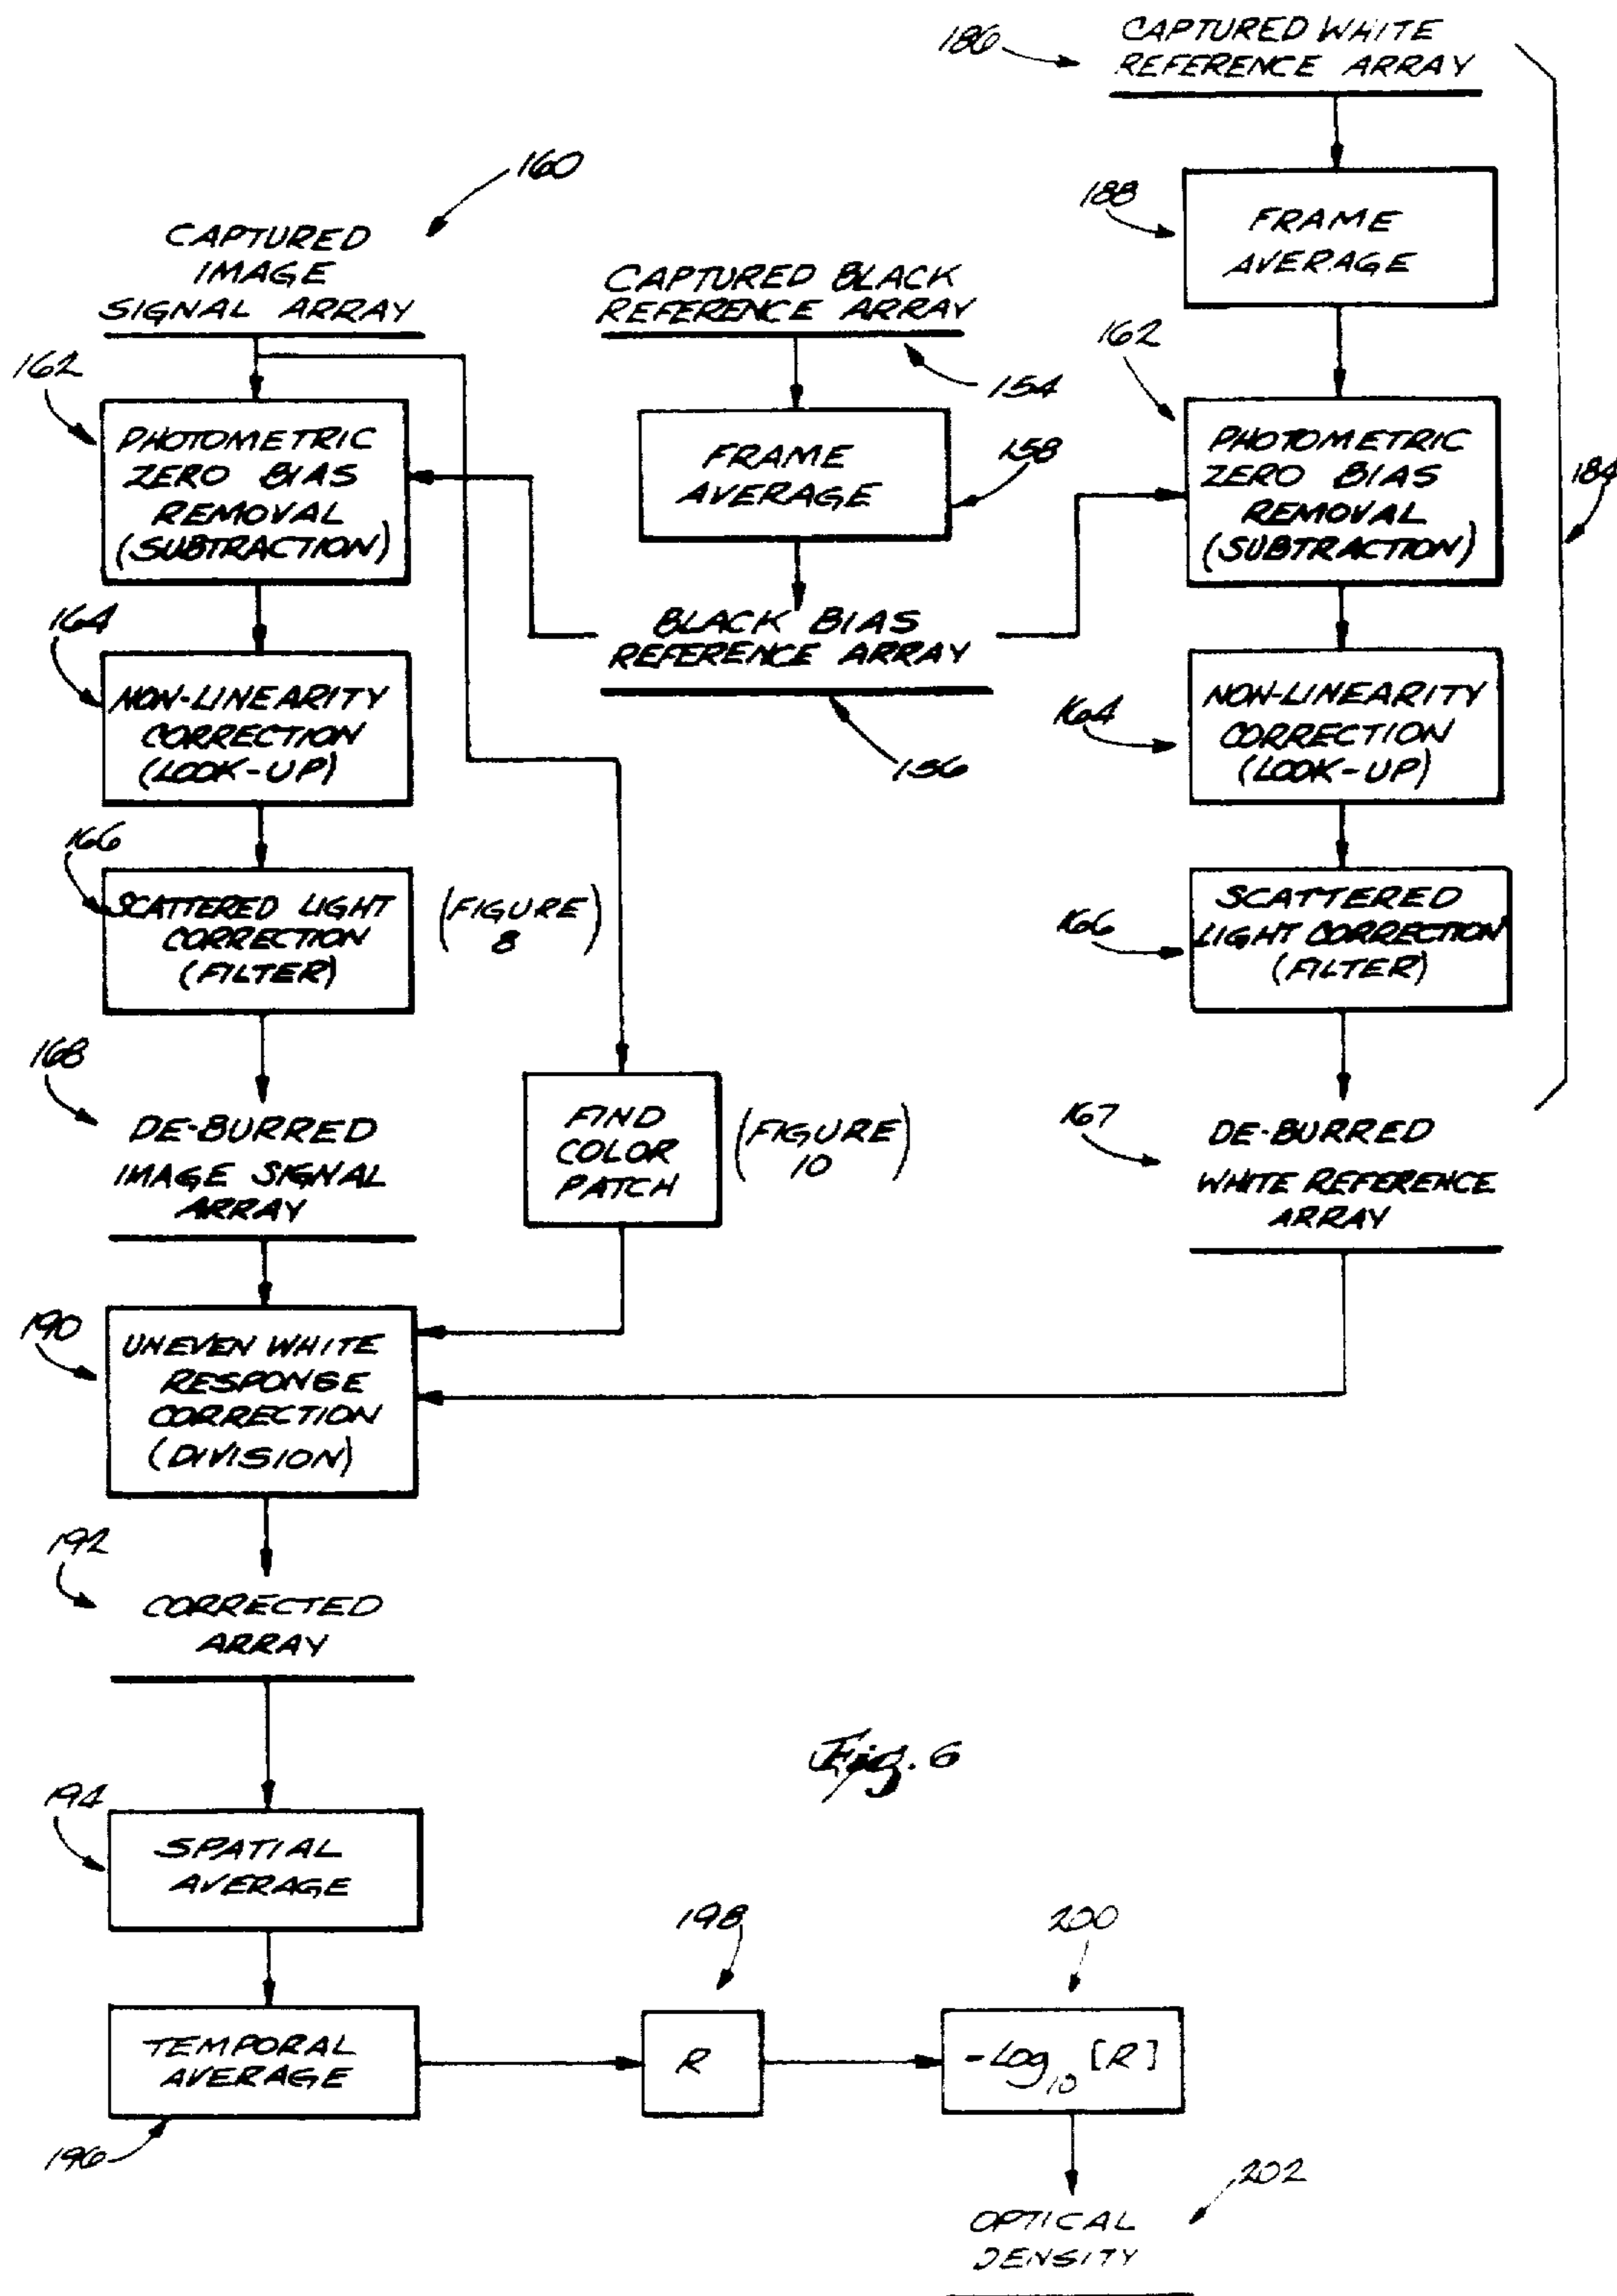 186
CAPTURED WHITE
REFERENCE ARRAY
160
188
FRAME
AVERAGE
CAPTURED
IMAGE
SIGNAL ARRAY
CAPTURED BLACK
REFERENCE ARRAY
154
162
162
PHOTOMETRIC
ZERO BIAS
REMOVAL
(SUBTRACTION)
FRAME
AVERAGE
158
PHOTOMETRIC
ZERO BIAS
REMOVAL
(SUBTRACTION)
184
164
BLACK BIAS
REFERENCE ARRAY
156
NON-LINEARITY
CORRECTION
(LOOK-UP)
164
NON-LINEARITY
CORRECTION
(LOOK-UP)
166
SCATTERED LIGHT
CORRECTION
(FILTER)
(FIGURE
8)
166
SCATTERED
LIGHT CORRECTION
(FILTER)
168
DE-BURRED
IMAGE SIGNAL
ARRAY
FIND
COLOR
PATCH
(FIGURE
10)
167
DE-BURRED
WHITE REFERENCE
ARRAY
190
UNEVEN WHITE
RESPONSE
CORRECTION
(DIVISION)
192
CORRECTED
ARRAY
Fig. 6
194
SPATIAL
AVERAGE
198
200
TEMPORAL
AVERAGE
R
-Log10 [R]
196
202
OPTICAL
DENSITY